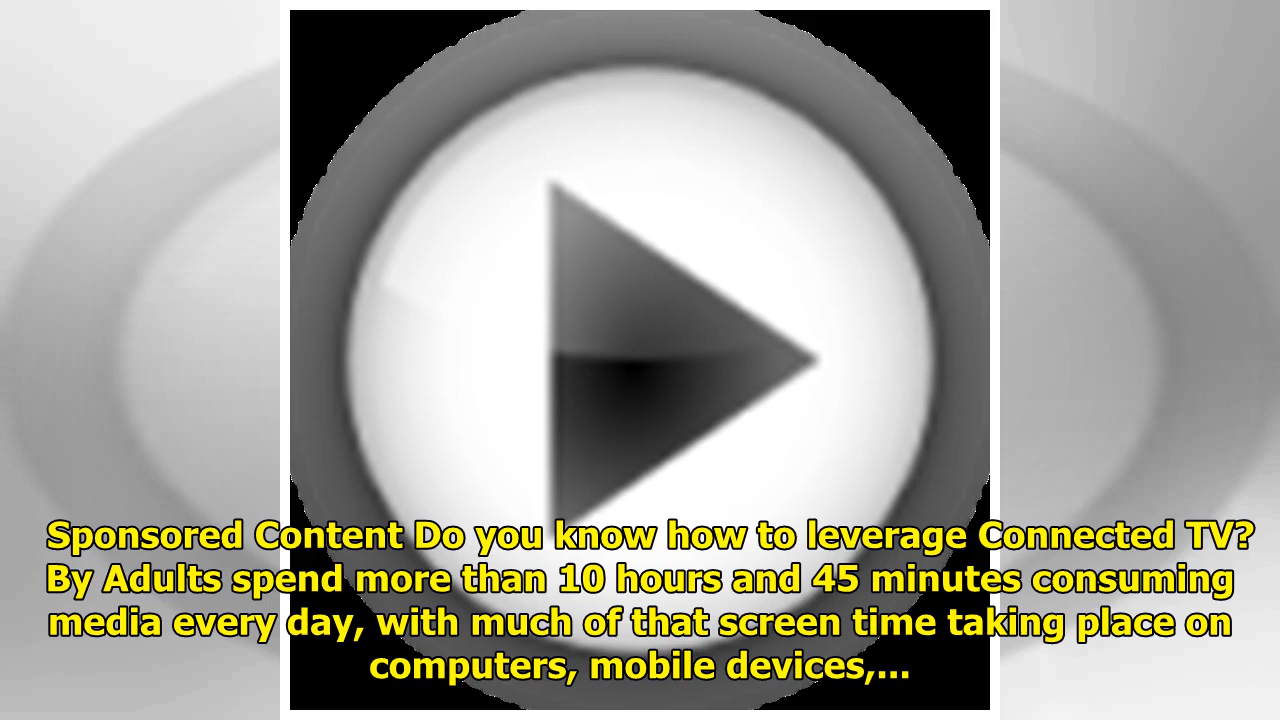 Sponsored Content Do you know how to leverage Connected TV?
By Adults spend more than 10 hours and 45 minutes consuming
media every day, with much of that screen time taking place on
computers, mobile devices,...